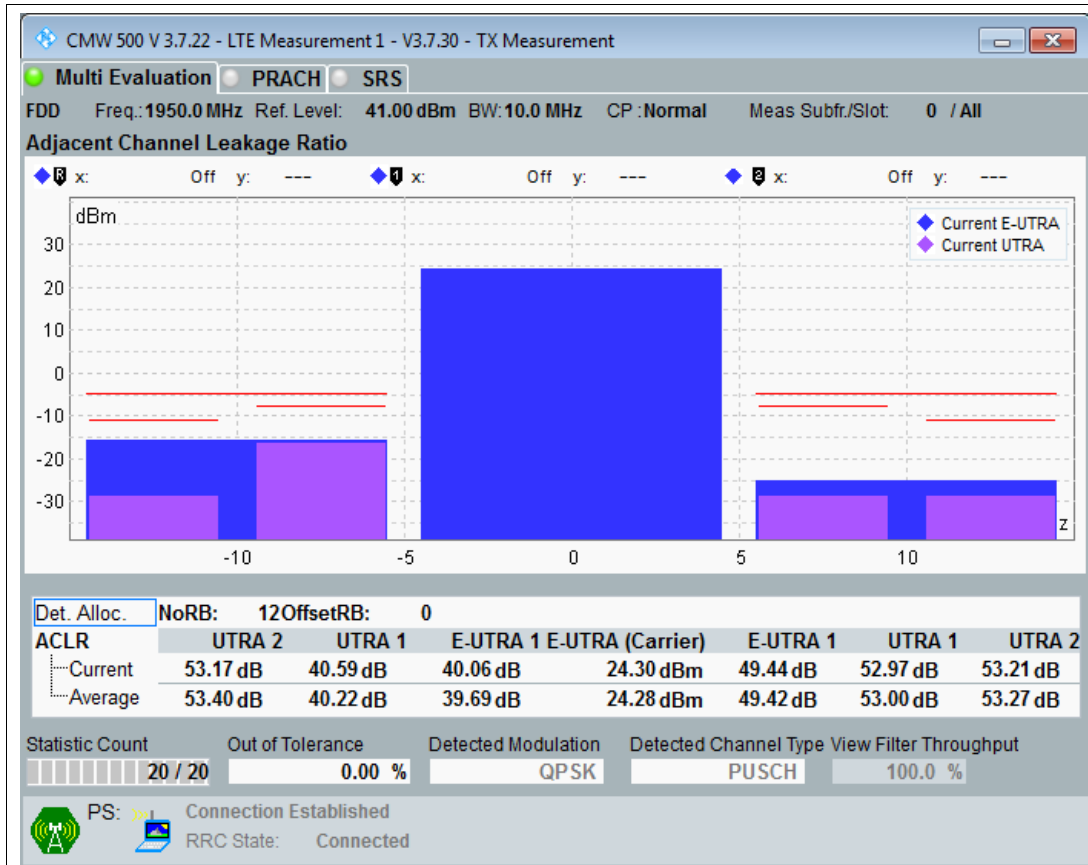 CMW 500 V 3.7.22 - LTE Measurement 1 - V3.7.30 - TX Measurement
Multi Evaluation PRACH SRS
FDD Freq.: 1950.0 MHz Ref. Level: 41.00 dBm BW: 10.0 MHz CP : Normal Meas Subfr./Slot: 0 / All
Adjacent Channel Leakage Ratio
R x: Off y: --- 1 x: Off y: --- 2 x: Off y: ---
dBm
Current E-UTRA
Current UTRA
30
20
10
0
-10
-20
-30
z
-10 -5 0 5 10
Det. Alloc. NoRB: 12 OffsetRB: 0
ACLR UTRA 2 UTRA 1 E-UTRA 1 E-UTRA (Carrier) E-UTRA 1 UTRA 1 UTRA 2
Current 53.17 dB 40.59 dB 40.06 dB 24.30 dBm 49.44 dB 52.97 dB 53.21 dB
Average 53.40 dB 40.22 dB 39.69 dB 24.28 dBm 49.42 dB 53.00 dB 53.27 dB
Statistic Count Out of Tolerance Detected Modulation Detected Channel Type View Filter Throughput
20 / 20 0.00 % QPSK PUSCH 100.0 %
PS: Connection Established
RRC State: Connected